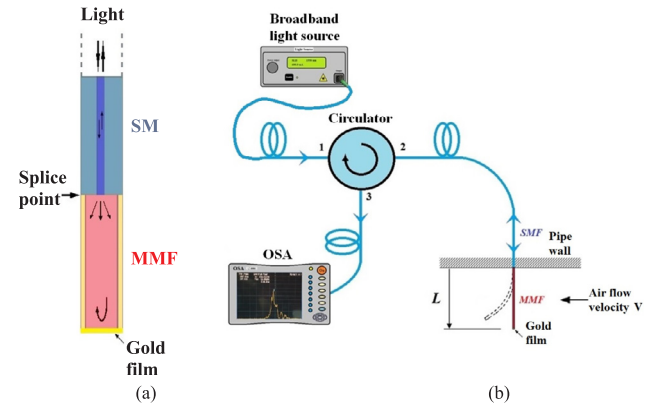 Light
SM
Splice
point
MMF
Gold
film
(a)
Broadband
light source
Circulator
1
2
3
OSA
OSA
SMF
Pipe
wall
L
MMF
Air flow
velocity V
Gold
film
(b)